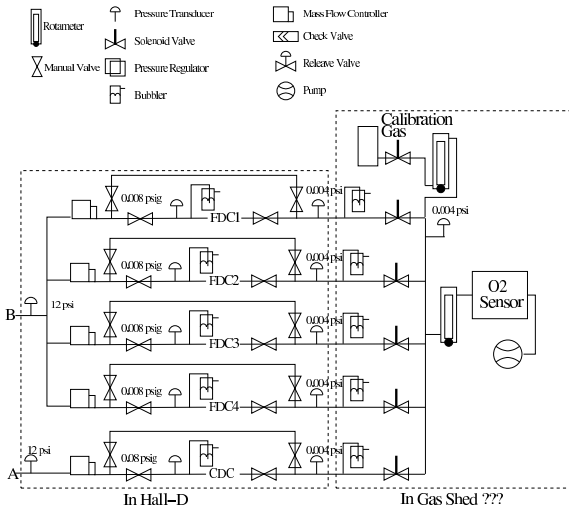 Rotameter
Pressure Transducer
Mass Flow Controller
Solenoid Valve
Check Valve
Manual Valve
Pressure Regulator
Releave Valve
Bubbler
Pump
Calibration
Gas
0.008 psig
0.004 psi
FDC1
0.004 psi
0.008 psig
0.004 psi
FDC2
O2
Sensor
B
12 psi
0.008 psig
0.004 psi
FDC3
0.008 psig
0.004 psi
FDC4
12 psi
0.08 psig
0.004 psi
A
CDC
In Hall-D
In Gas Shed ???